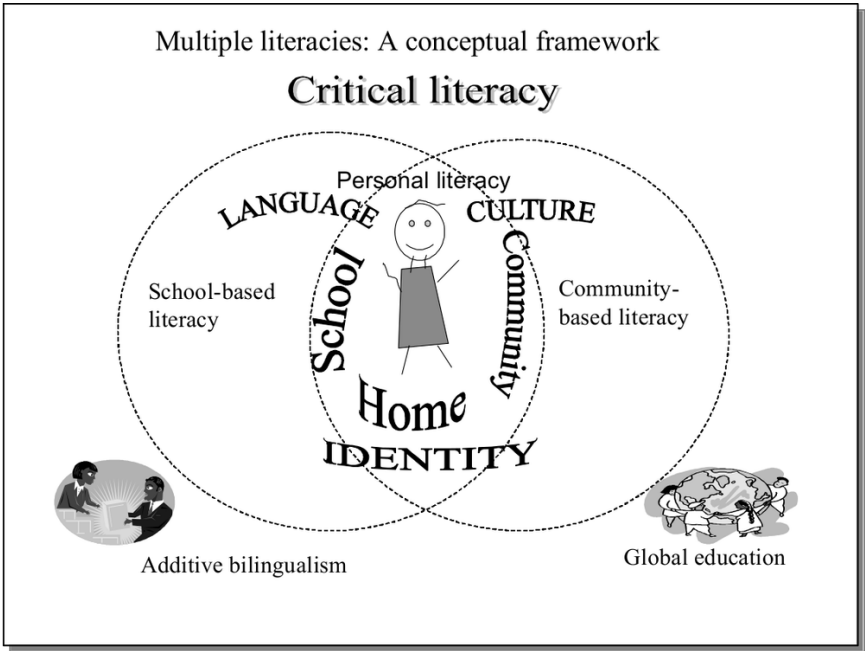 Multiple literacies: A conceptual framework
Critical literacy
Personal literacy
LANGUAGE
CULTURE
School
Community
School-based
literacy
Community-
based literacy
Home
IDENTITY
Additive bilingualism
Global education